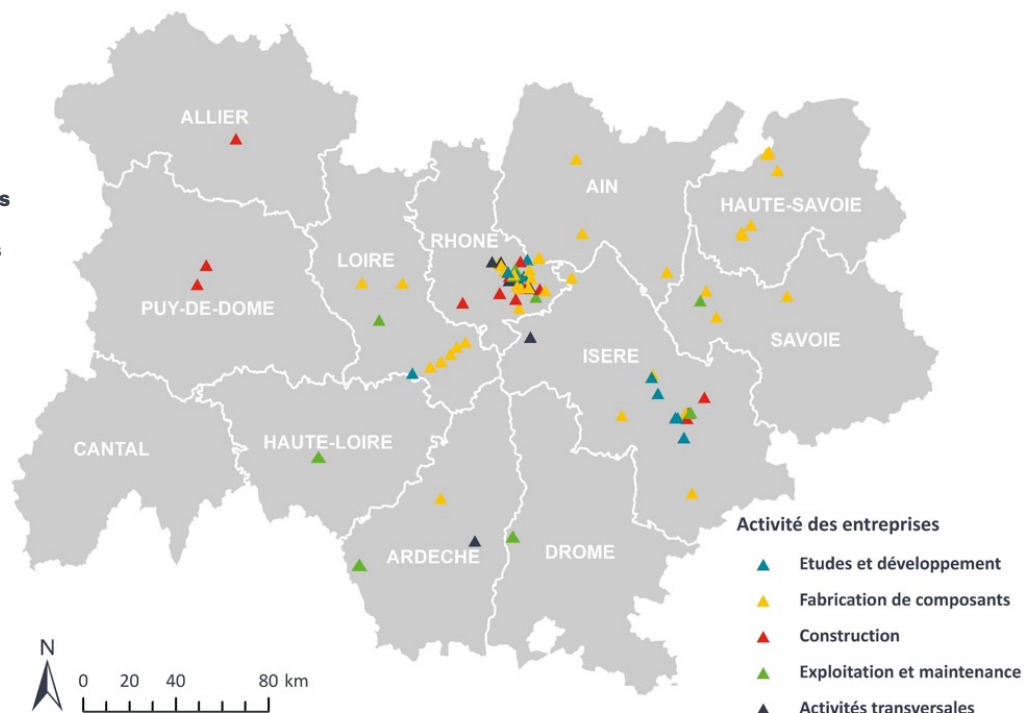 ALLIER
s
AIN
HAUTE-SAVOIE
RHONE
s
LOIRE
PUY-DE-DOME
SAVOIE
ISERE
CANTAL
HAUTE-LOIRE
ARDECHE
DROME
Activité des entreprises
Etudes et développement
Fabrication de composants
Construction
Exploitation et maintenance
Activités transversales
N
0 20 40 80 km